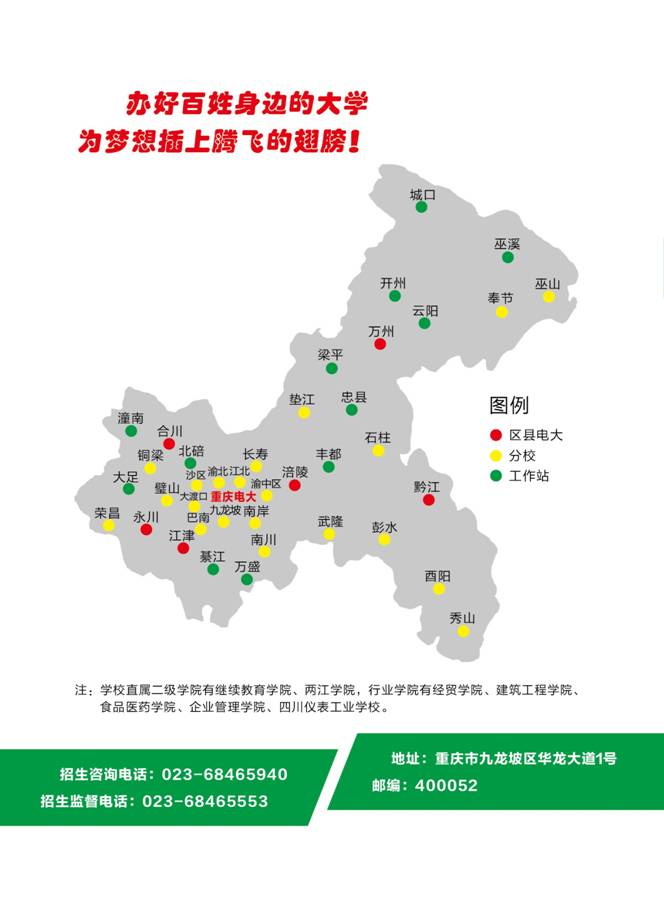 办好百姓身边的大学
为梦想插上腾飞的翅膀!
城口
巫溪
巫山
开州
奉节
云阳
万州
梁平
忠县
垫江
图例
区县电大
分校
工作站
潼南
合川
石柱
铜梁
北碚
长寿
丰都
大足
沙区
渝北
江北
涪陵
黔江
璧山
大渡口
重庆电大
渝中区
荣昌
永川
巴南
九龙坡
南岸
武隆
彭水
江津
南川
綦江
万盛
酉阳
秀山
注：学校直属二级学院有继续教育学院、两江学院，行业学院有经贸学院、建筑工程学院、
食品医药学院、企业管理学院、四川仪表工业学校。
招生咨询电话：023-68465940
招生监督电话：023-68465553
地址：重庆市九龙坡区华龙大道1号
邮编：400052